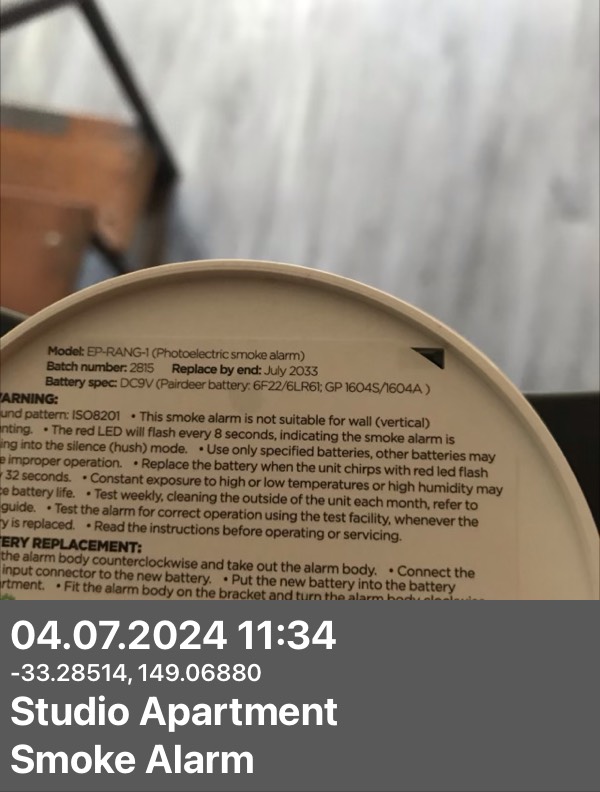 Model: EP-RANG-1 (Photoelectric smoke alarm)
Batch number: 2815 Replace by end: July 2033
Battery spec: DC9V (Pairdeer battery: 6F22/6LR61; GP 1604S/1604A )
ARNING:
und pattern: ISO8201 • This smoke alarm is not suitable for wall (vertical)
nting. • The red LED will flash every 8 seconds, indicating the smoke alarm is
ing into the silence (hush) mode. • Use only specified batteries, other batteries may
e improper operation. • Replace the battery when the unit chirps with red led flash
32 seconds. • Constant exposure to high or low temperatures or high humidity may
ce battery life. • Test weekly, cleaning the outside of the unit each month, refer to
guide. • Test the alarm for correct operation using the test facility, whenever the
ry is replaced. • Read the instructions before operating or servicing.
ERY REPLACEMENT:
the alarm body counterclockwise and take out the alarm body. • Connect the
input connector to the new battery. • Put the new battery into the battery
rtment. • Fit the alarm body on the bracket and turn the alarm body
04.07.2024 11:34
-33.28514, 149.06880
Studio Apartment
Smoke Alarm